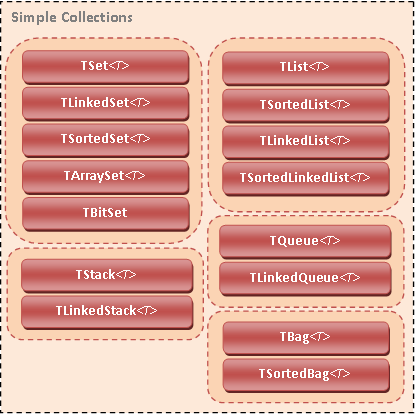 Simple Collections
TSet<T>
TLinkedSet<T>
TSortedSet<T>
TArraySet<T>
TBitSet
TStack<T>
TLinkedStack<T>
TList<T>
TSortedList<T>
TLinkedList<T>
TSortedLinkedList<T>
TQueue<T>
TLinkedQueue<T>
TBag<T>
TSortedBag<T>